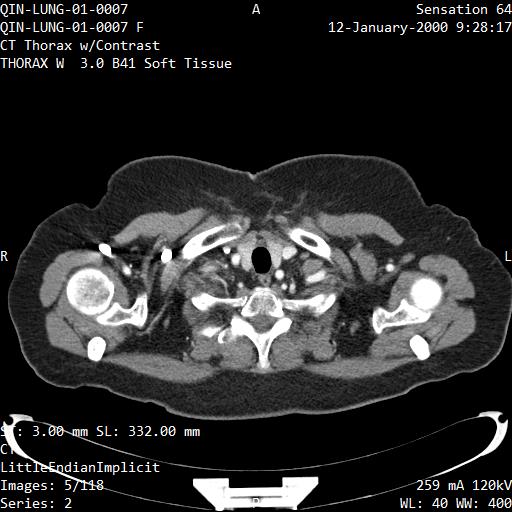 QIN-LUNG-01-0007
A
Sensation 64
QIN-LUNG-01-0007 F
12-January-2000 9:28:17
CT Thorax w/Contrast
THORAX W 3.0 B41 Soft Tissue
R
L
ST: 3.00 mm SL: 332.00 mm
CT
LittleEndianImplicit
Images: 5/118
259 mA 120kV
Series: 2
WL: 40 WW: 400